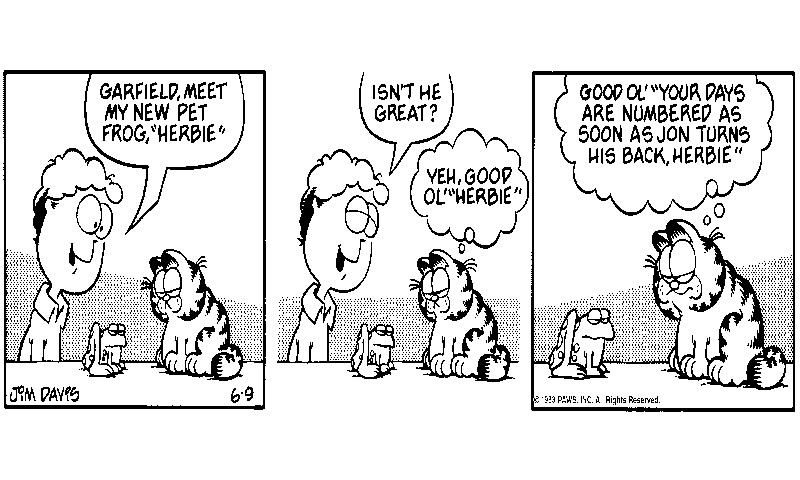 GARFIELD, MEET
MY NEW PET
FROG, "HERBIE"
ISN'T HE
GREAT?
YEH, GOOD
OL' "HERBIE"
GOOD OL' "YOUR DAYS
ARE NUMBERED AS
SOON AS JON TURNS
HIS BACK, HERBIE"
JIM DAVIS
6-9
PAWS, INC. A Rights Reserved.